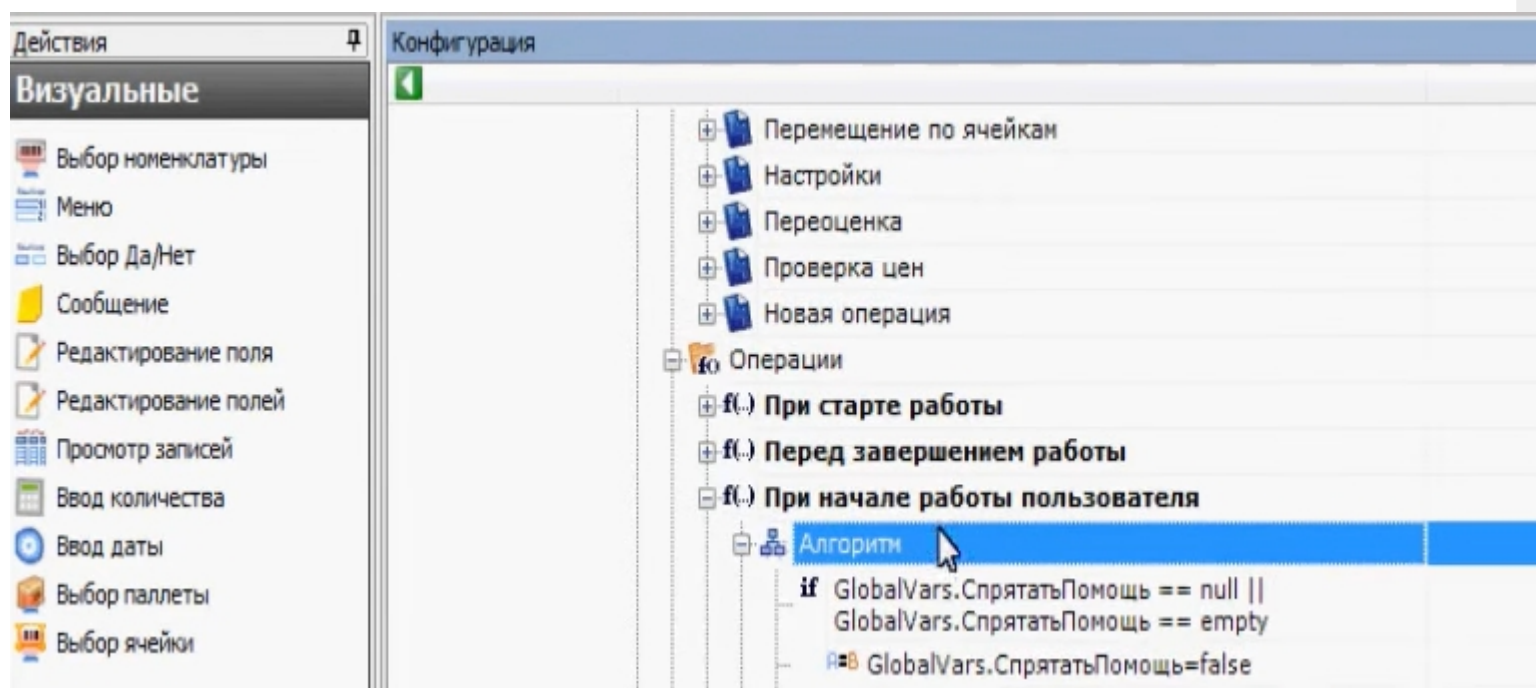 Действия
Визуальные
Выбор номенклатуры
Меню
Выбор Да/Нет
Сообщение
Редактирование поля
Редактирование полей
Просмотр записей
Ввод количества
Ввод даты
Выбор паллеты
Выбор ячейки
Конфигурация
Перемещение по ячейкам
Настройки
Переоценка
Проверка цен
Новая операция
f() Операции
f(..) При старте работы
f(..) Перед завершением работы
f(..) При начале работы пользователя
Алгоритм
if GlobalVars.СпрятатьПомощь == null ||
GlobalVars.СпрятатьПомощь == empty
A=B GlobalVars.СпрятатьПомощь=false